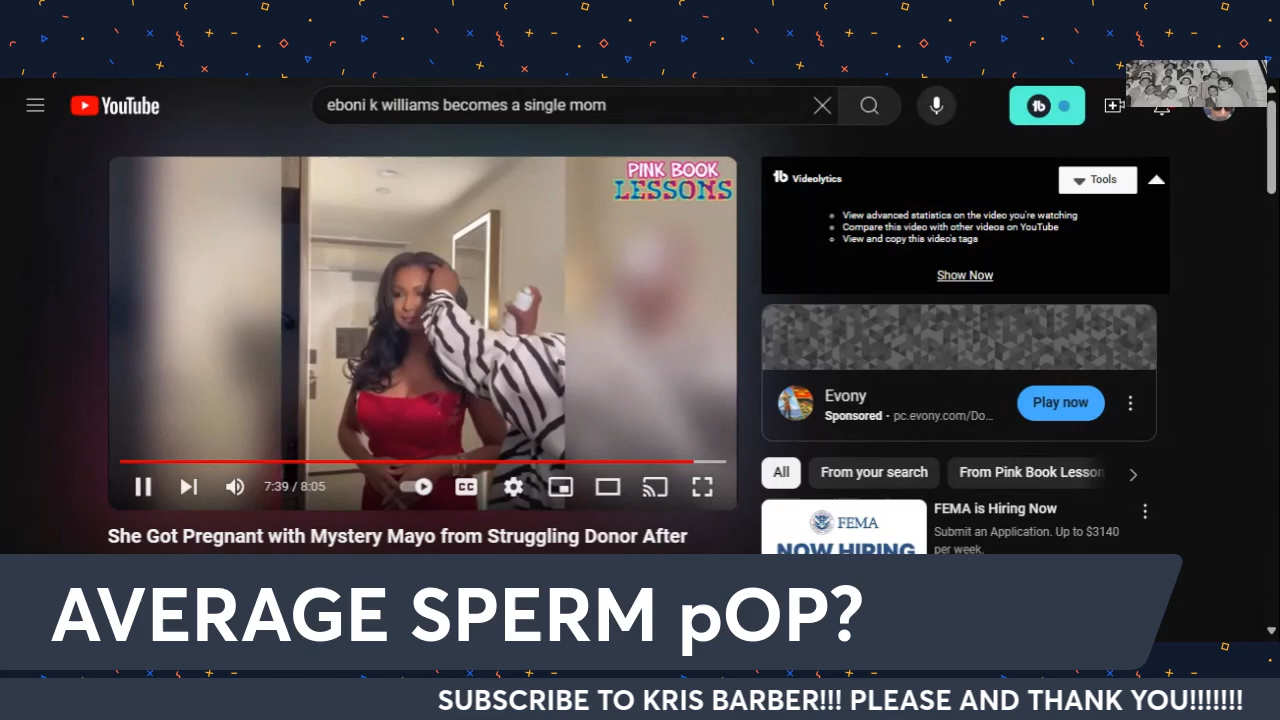 YouTube
eboni k williams becomes a single mom
tb
PINK BOOK
LESSONS
tb Videolytics
Tools
View advanced statistics on the video you're watching
Compare this video with other videos on YouTube
View and copy this video's tags
Show Now
Evony
Sponsored · pc.evony.com/Do...
Play now
CC
7:39 / 8:05
All
From your search
From Pink Book Lesson
She Got Pregnant with Mystery Mayo from Struggling Donor After
FEMA
NOW HIRING
FEMA is Hiring Now
Submit an Application. Up to $3140
per week.
AVERAGE SPERM pOP?
SUBSCRIBE TO KRIS BARBER!!! PLEASE AND THANK YOU!!!!!!!